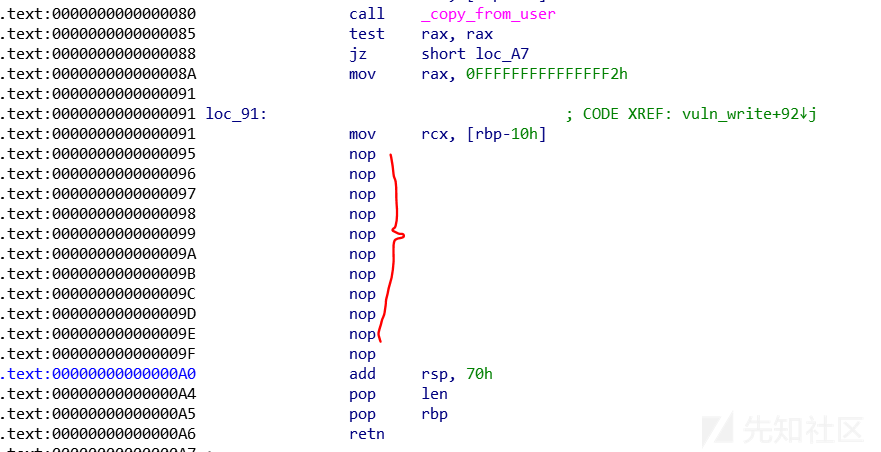 .text:0000000000000080 call _copy_from_user
.text:0000000000000085 test rax, rax
.text:0000000000000088 jz short loc_A7
.text:000000000000008A mov rax, 0FFFFFFFFFFFFFFF2h
.text:0000000000000091
.text:0000000000000091 loc_91: ; CODE XREF: vuln_write+92↓j
.text:0000000000000091 mov rcx, [rbp-10h]
.text:0000000000000095 nop
.text:0000000000000096 nop
.text:0000000000000097 nop
.text:0000000000000098 nop
.text:0000000000000099 nop
.text:000000000000009A nop
.text:000000000000009B nop
.text:000000000000009C nop
.text:000000000000009D nop
.text:000000000000009E nop
.text:000000000000009F nop
.text:00000000000000A0 add rsp, 70h
.text:00000000000000A4 pop len
.text:00000000000000A5 pop rbp
.text:00000000000000A6 retn
先知社区